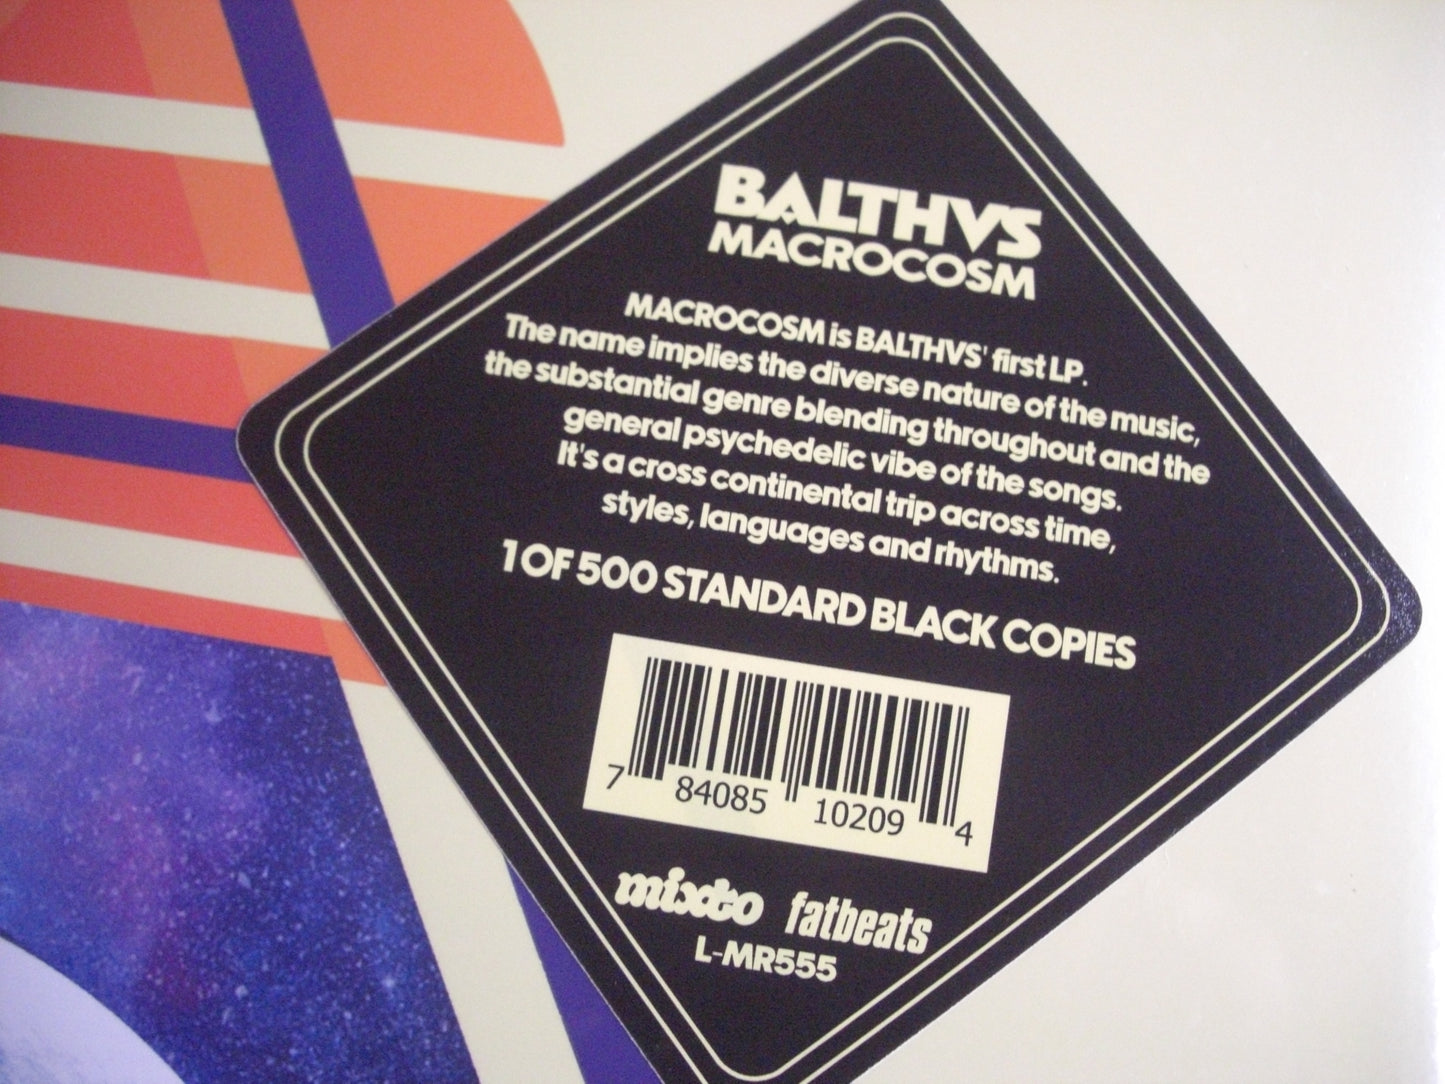 BALTHVS
MACROCOSM
MACROCOSM is BALTHVS' first LP.
The name implies the diverse nature of the music,
the substantial genre blending throughout and the
general psychedelic vibe of the songs.
It's a cross continental trip across time,
styles, languages and rhythms.
1 OF 500 STANDARD BLACK COPIES
7 84085 10209 4
mixto fatbeats
L-MR555